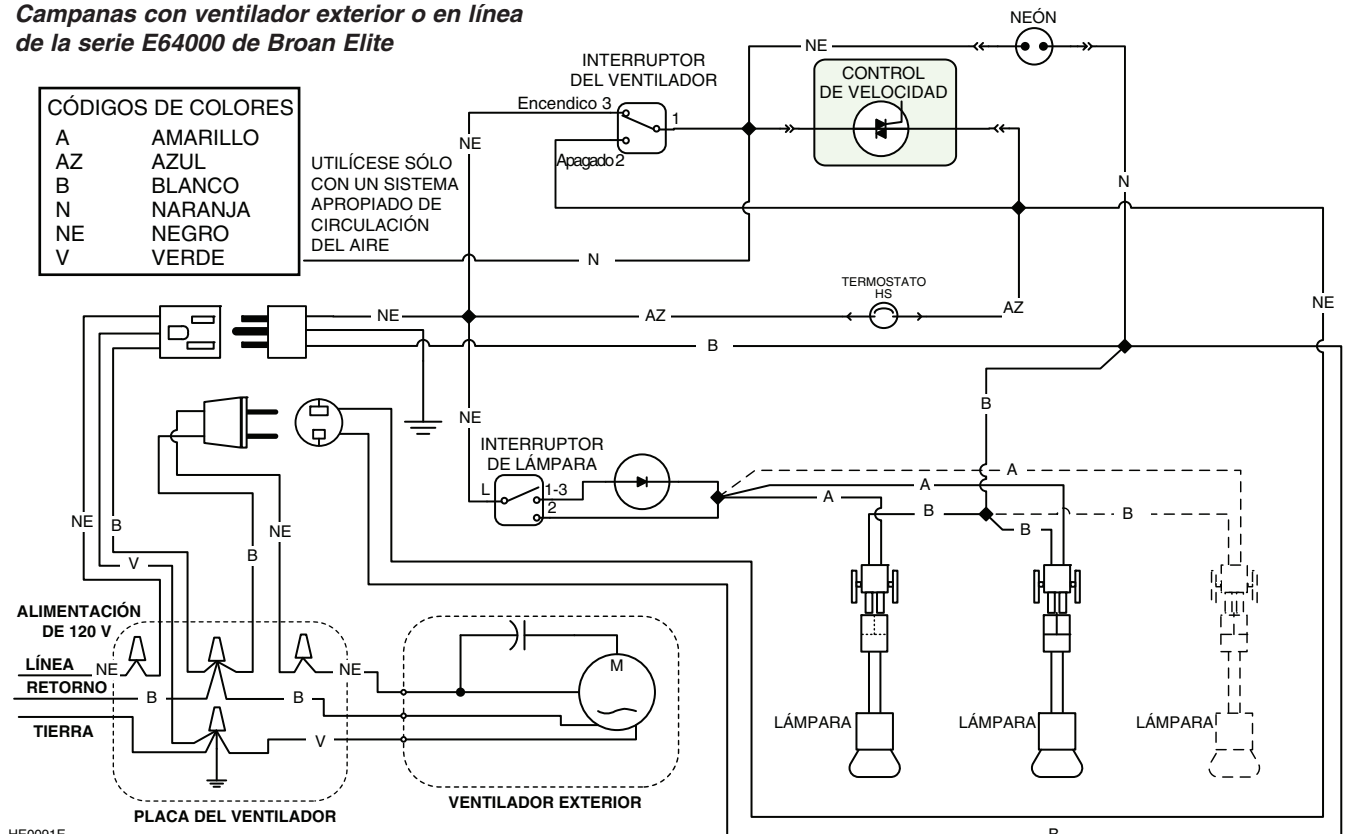 Campanas con ventilador exterior o en línea
de la serie E64000 de Broan Elite
CÓDIGOS DE COLORES
A AMARILLO
AZ AZUL
B BLANCO
N NARANJA
NE NEGRO
V VERDE
UTILÍCESE SÓLO
CON UN SISTEMA
APROPIADO DE
CIRCULACIÓN
DEL AIRE
INTERRUPTOR
DEL VENTILADOR
Encendico 3
1
Apagado 2
NE
NE
NEÓN
CONTROL
DE VELOCIDAD
N
N
TERMOSTATO
HS
NE
AZ
AZ
NE
B
NE
INTERRUPTOR
DE LÁMPARA
L
1-3
2
B
A
A
A
B
B
B
NE
B
V
B
NE
ALIMENTACIÓN
DE 120 V
LÍNEA
NE
RETORNO
B
TIERRA
NE
B
V
M
LÁMPARA
LÁMPARA
LÁMPARA
PLACA DEL VENTILADOR
VENTILADOR EXTERIOR